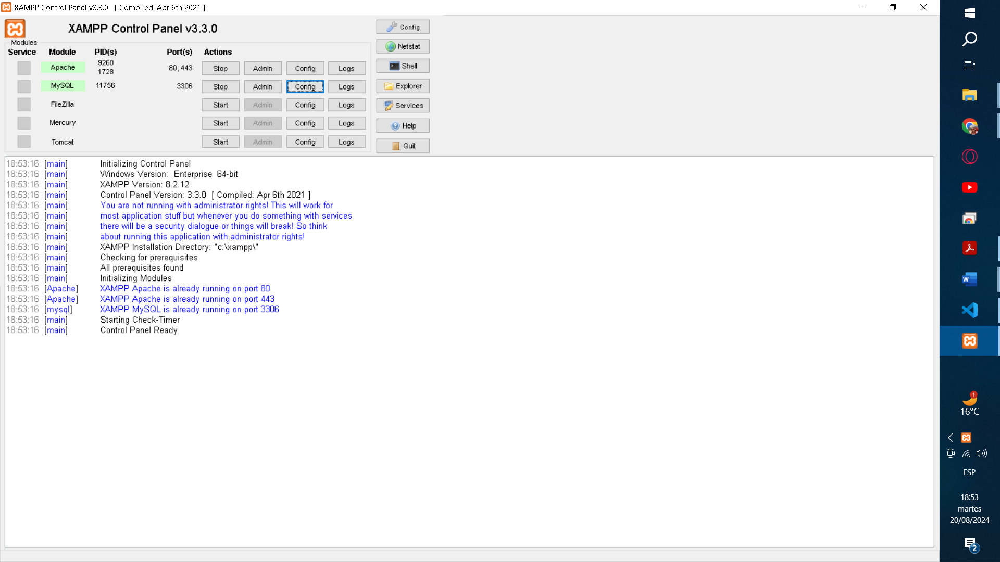 XAMPP Control Panel v3.3.0 [ Compiled: Apr 6th 2021 ]
XAMPP Control Panel v3.3.0
Config
Netstat
Shell
Explorer
Services
Help
Quit
Modules
Service Module PID(s) Port(s) Actions
Apache 9260 1728 80, 443 Stop Admin Config Logs
MySQL 11756 3306 Stop Admin Config Logs
FileZilla Start Admin Config Logs
Mercury Start Admin Config Logs
Tomcat Start Admin Config Logs
18:53:16 [main] Initializing Control Panel
18:53:16 [main] Windows Version: Enterprise 64-bit
18:53:16 [main] XAMPP Version: 8.2.12
18:53:16 [main] Control Panel Version: 3.3.0 [ Compiled: Apr 6th 2021 ]
18:53:16 [main] You are not running with administrator rights! This will work for
18:53:16 [main] most application stuff but whenever you do something with services
18:53:16 [main] there will be a security dialogue or things will break! So think
18:53:16 [main] about running this application with administrator rights!
18:53:16 [main] XAMPP Installation Directory: "c:\xampp\"
18:53:16 [main] Checking for prerequisites
18:53:16 [main] All prerequisites found
18:53:16 [main] Initializing Modules
18:53:16 [Apache] XAMPP Apache is already running on port 80
18:53:16 [Apache] XAMPP Apache is already running on port 443
18:53:16 [mysql] XAMPP MySQL is already running on port 3306
18:53:16 [main] Starting Check-Timer
18:53:16 [main] Control Panel Ready
W
1
16°C
ESP
18:53
martes
20/08/2024
2